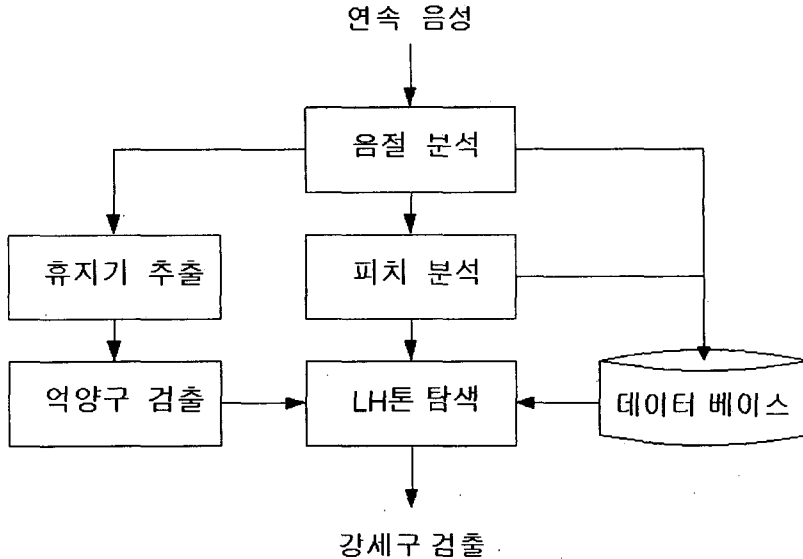 연속 음성
음절 분석
휴지기 추출
피치 분석
억양구 검출
LH톤 탐색
데이터 베이스
강세구 검출